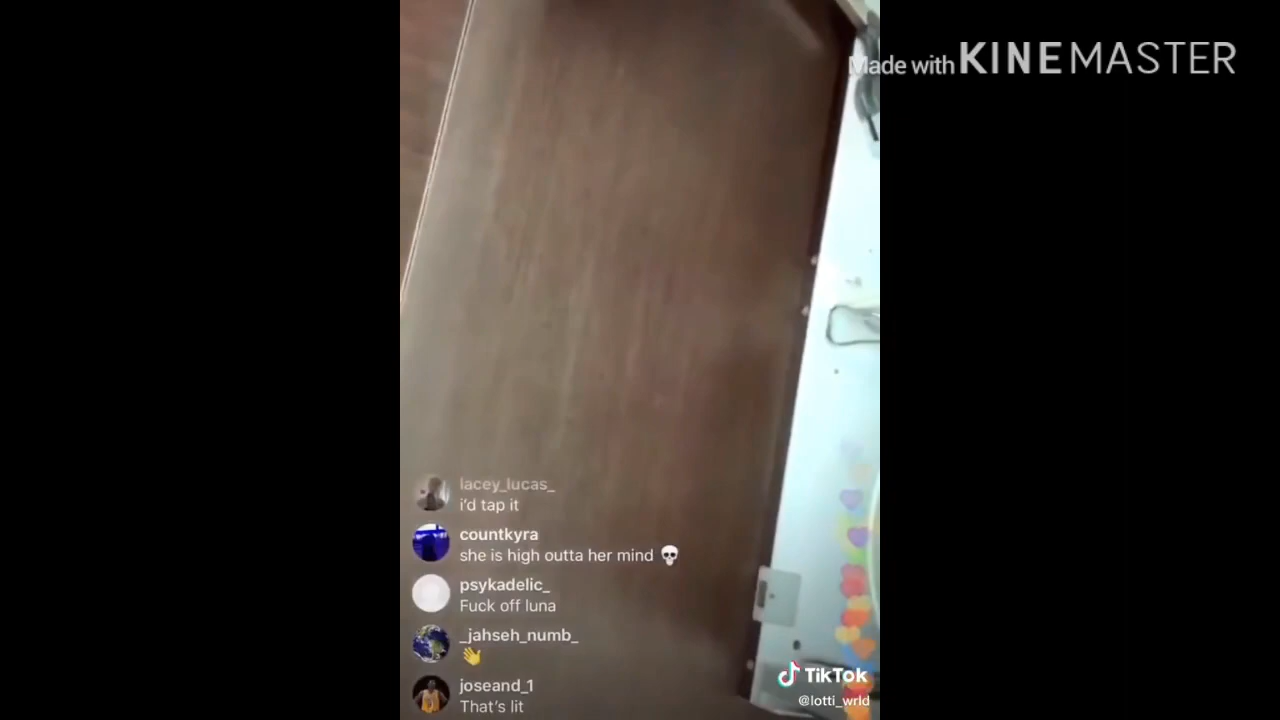 Made with KINEMASTER
lacey_lucas_
i'd tap it
countkyra
she is high outta her mind 💀
psykadelic_
Fuck off luna
_jahseh_numb_
👋
joseand_1
That's lit
TikTok
@lotti_wrld